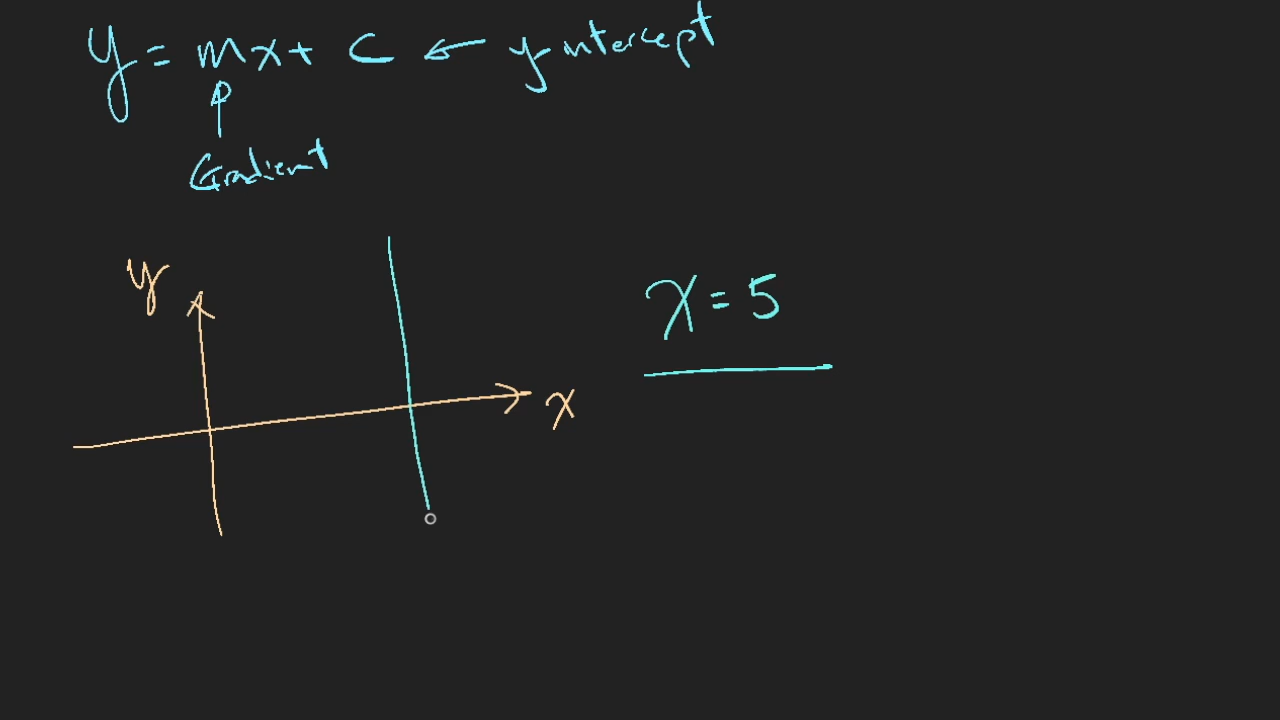 y = mx + c ← y intercept
Gradient
y
x = 5
x